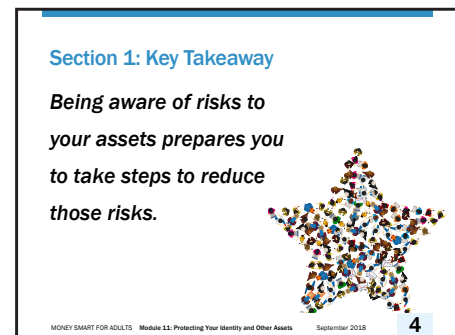 Section 1: Key Takeaway
Being aware of risks to
your assets prepares you
to take steps to reduce
those risks.
MONEY SMART FOR ADULTS Module 11: Protecting Your Identity and Other Assets September 2018 4